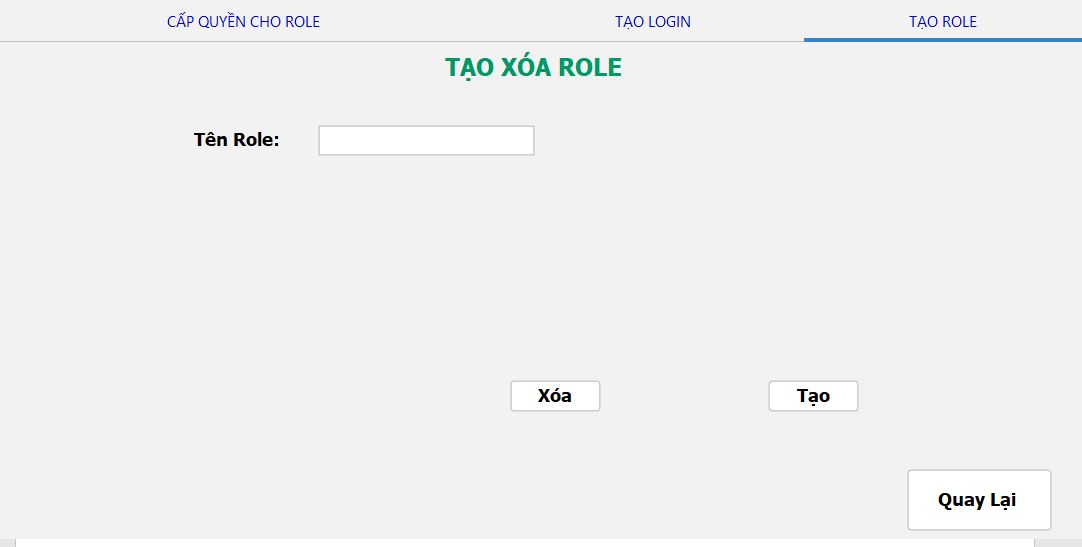 CẤP QUYỀN CHO ROLE TẠO LOGIN TẠO ROLE
TẠO XÓA ROLE
Tên Role:
Xóa Tạo
Quay Lại